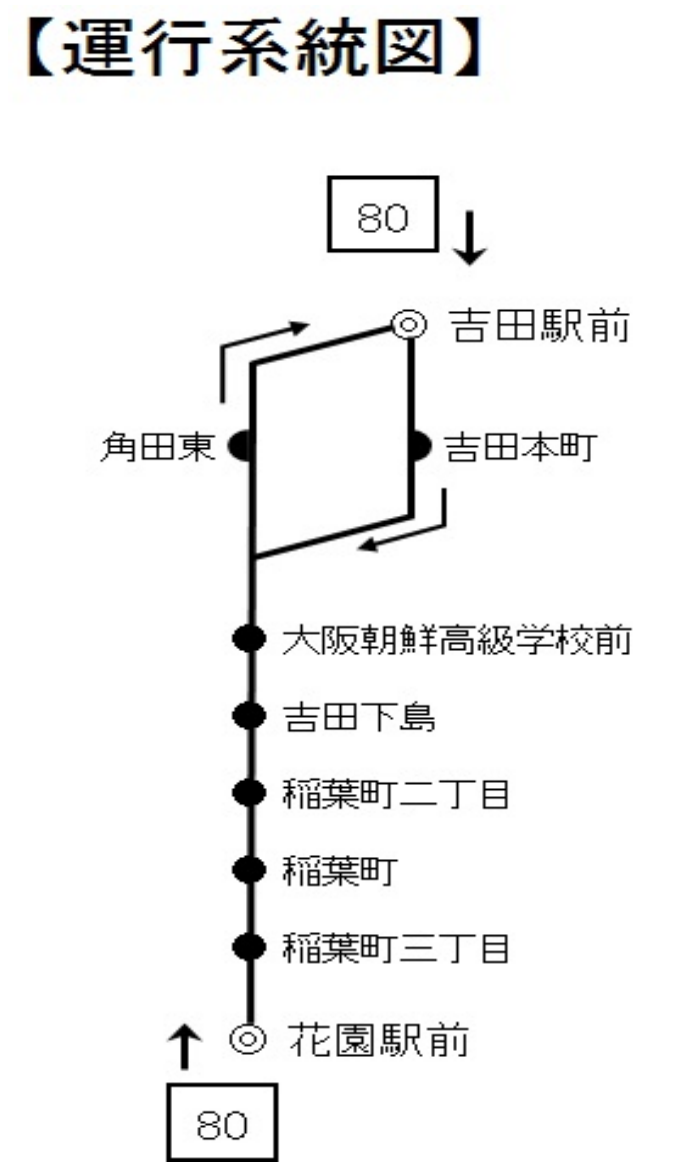 【運行系統図】
80
吉田駅前
角田東
吉田本町
大阪朝鮮高級学校前
吉田下島
稲葉町二丁目
稲葉町
稲葉町三丁目
花園駅前
80